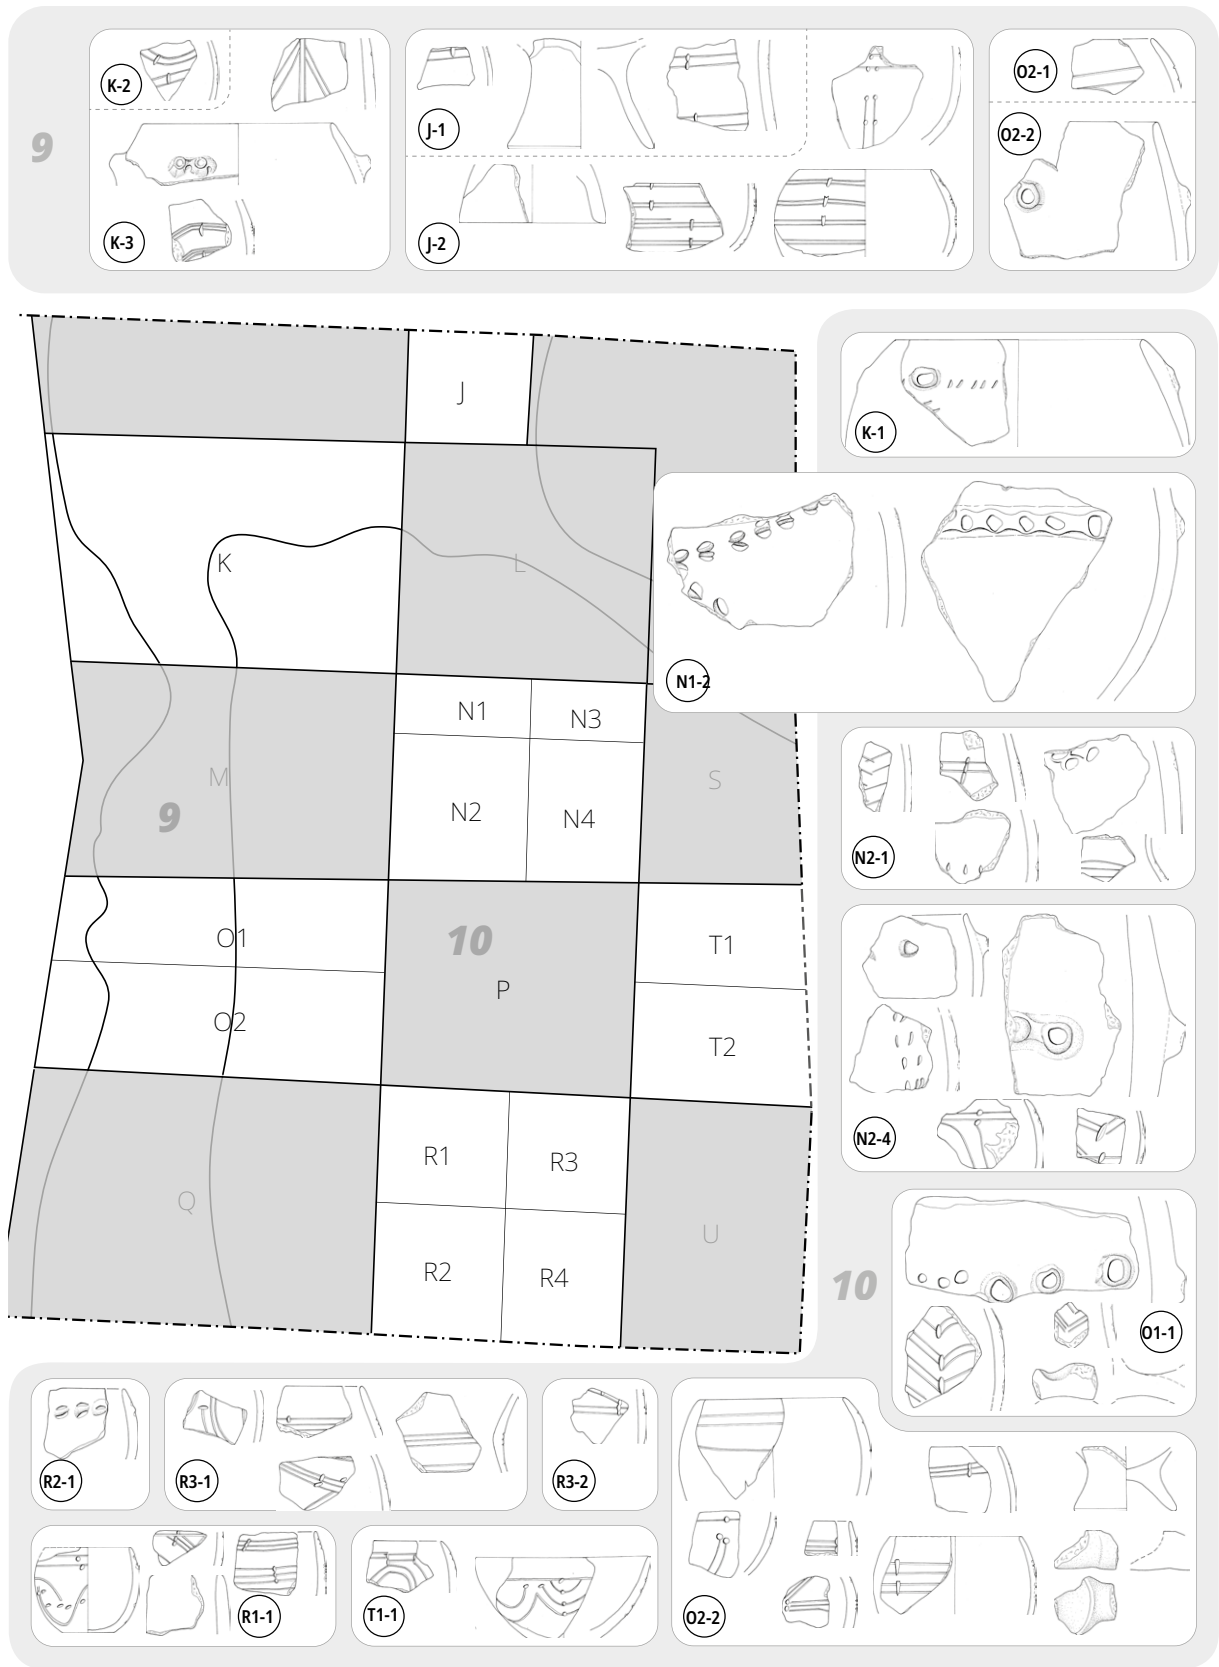 K-2
J-1
O2-1
O2-2
9
K-3
J-2
J
K-1
K
L
N1-2
N1
N3
M
S
9
N2
N4
N2-1
O1
10
T1
P
O2
T2
N2-4
R1
R3
Q
U
R2
R4
10
O1-1
R2-1
R3-1
R3-2
R1-1
T1-1
O2-2